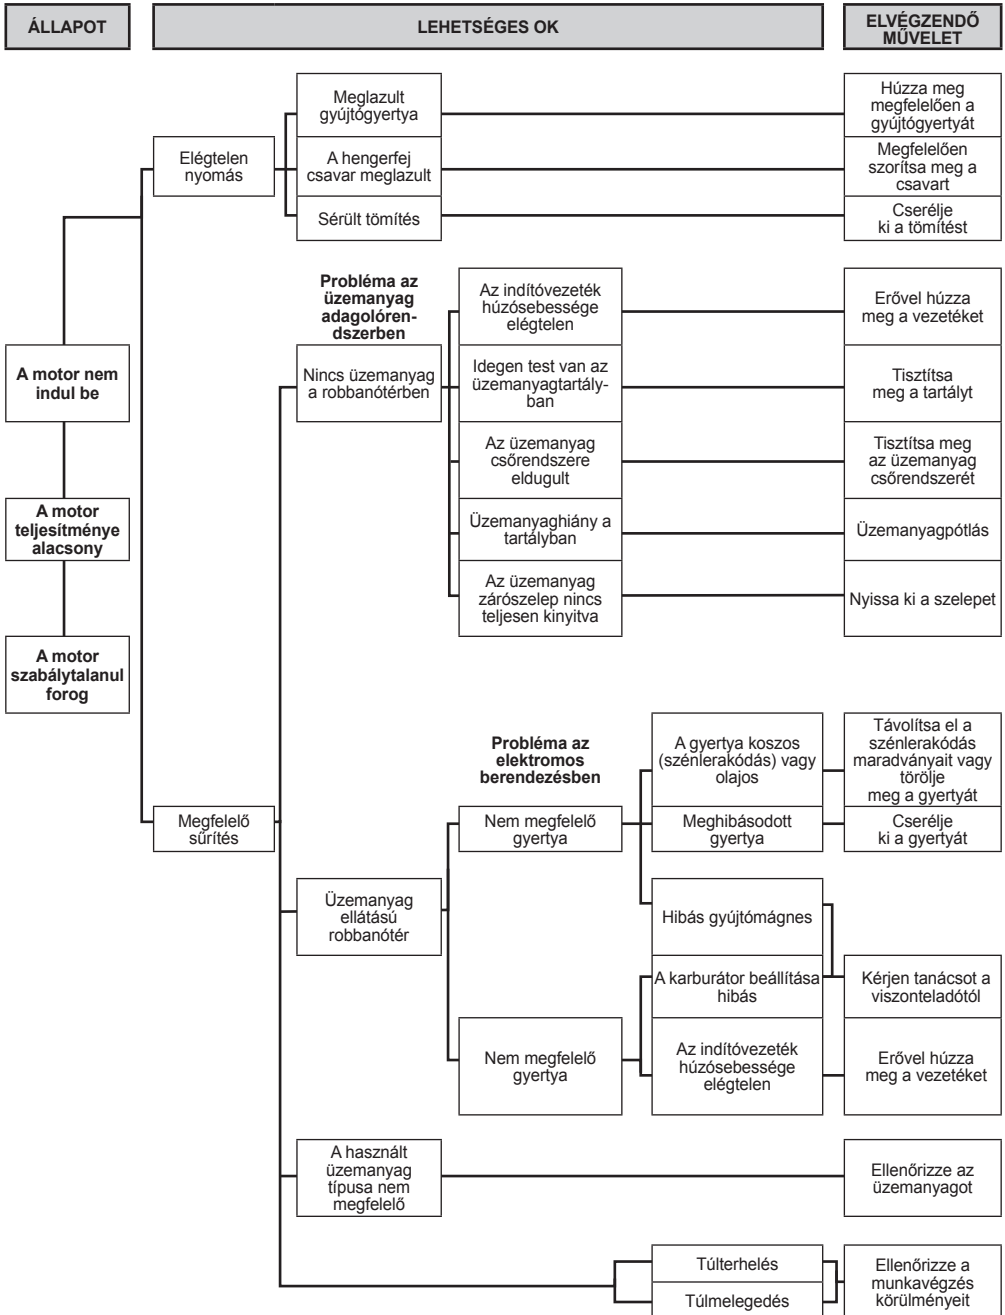 ÁLLAPOT
LEHETSÉGES OK
ELVÉGZENDŐ
MŰVELET
Meglazult
gyújtógyertya
Húzza meg
megfelelően a
gyújtógyertyát
Elégtelen
nyomás
A hengerfej
csavar meglazult
Megfelelően
szorítsa meg a
csavart
Sérült tömítés
Cserélje
ki a tömítést
Probléma az
üzemanyag
adagolóren-
dszerben
Az indítóvezeték
húzósebessége
elégtelen
Erővel húzza
meg a vezetéket
A motor nem
indul be
Nincs üzemanyag
a robbanótérben
Idegen test van az
üzemanyagtartály-
ban
Tisztítsa
meg a tartályt
Az üzemanyag
csőrendszere
eldugult
Tisztítsa meg
az üzemanyag
csőrendszerét
A motor
teljesítménye
alacsony
Üzemanyaghiány a
tartályban
Üzemanyagpótlás
Az üzemanyag
zárószelep nincs
teljesen kinyitva
Nyissa ki a szelepet
A motor
szabálytalanul
forog
Probléma az
elektromos
berendezésben
A gyertya koszos
(szénlerakódás) vagy
olajos
Távolítsa el a
szénlerakódás
maradványait vagy
törölje
meg a gyertyát
Megfelelő
sűrítés
Nem megfelelő
gyertya
Meghibásodott
gyertya
Cserélje
ki a gyertyát
Üzemanyag
ellátású
robbanótér
Hibás gyújtómágnes
A karburátor beállítása
hibás
Kérjen tanácsot a
viszonteladótól
Nem megfelelő
gyertya
Az indítóvezeték
húzósebessége
elégtelen
Erővel húzza
meg a vezetéket
A használt
üzemanyag
típusa nem
megfelelő
Ellenőrizze az
üzemanyagot
Túlterhelés
Túlmelegedés
Ellenőrizze a
munkavégzés
körülményeit